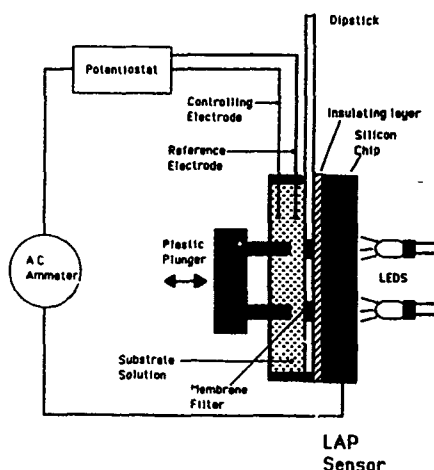 Dipstick
Potentiostat
Controlling
Electrode
Insulating layer
Silicon
Chip
Reference
Electrode
Plastic
Plunger
AC
Ammeter
LEDS
Substrate
Solution
Membrane
Filter
LAP
Sensor